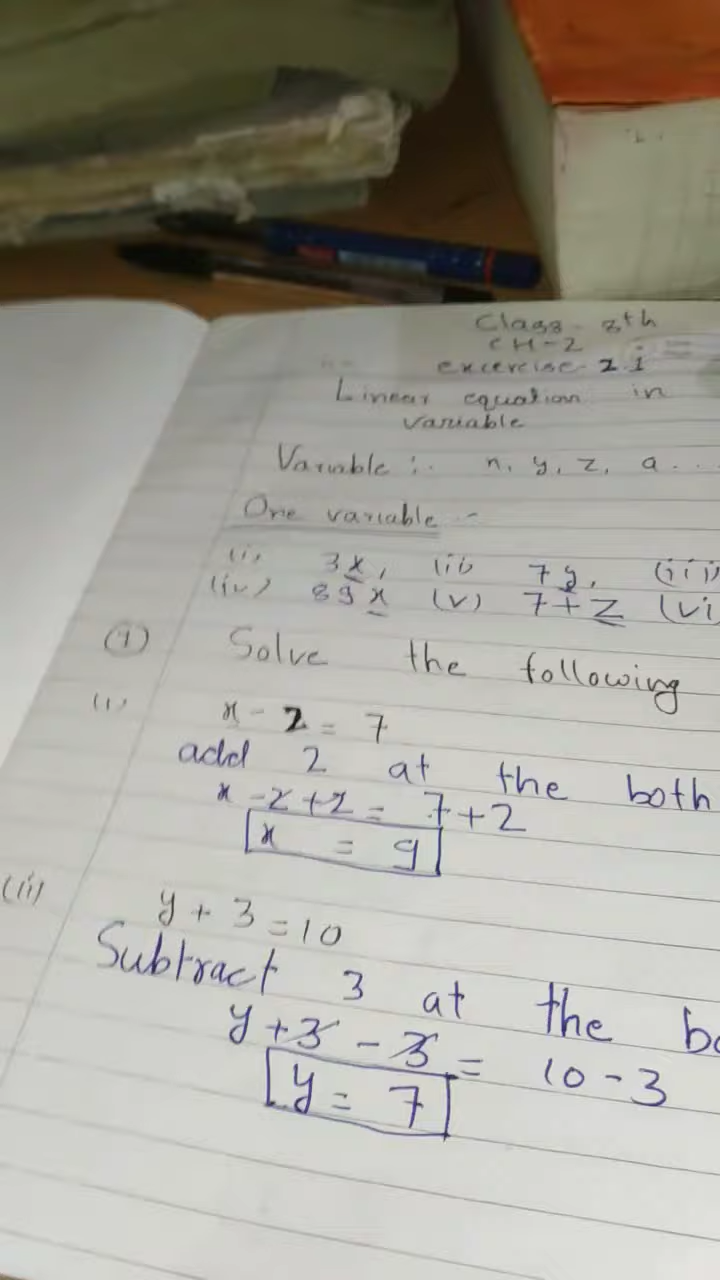 Class - 8th
CH-2
excercise-2.1
Linear equation in
variable
Variable :- n, y, z, a...
One variable -
(i) 3x, (ii) 7y, (iii)
(iv) 89x (v) 7+z (vi
(1) Solve the following
(i) x - 2 = 7
add 2 at the both
x - 2 + 2 = 7 + 2
x = 9
(ii) y + 3 = 10
Subtract 3 at the bo
y + 3 - 3 = 10 - 3
y = 7